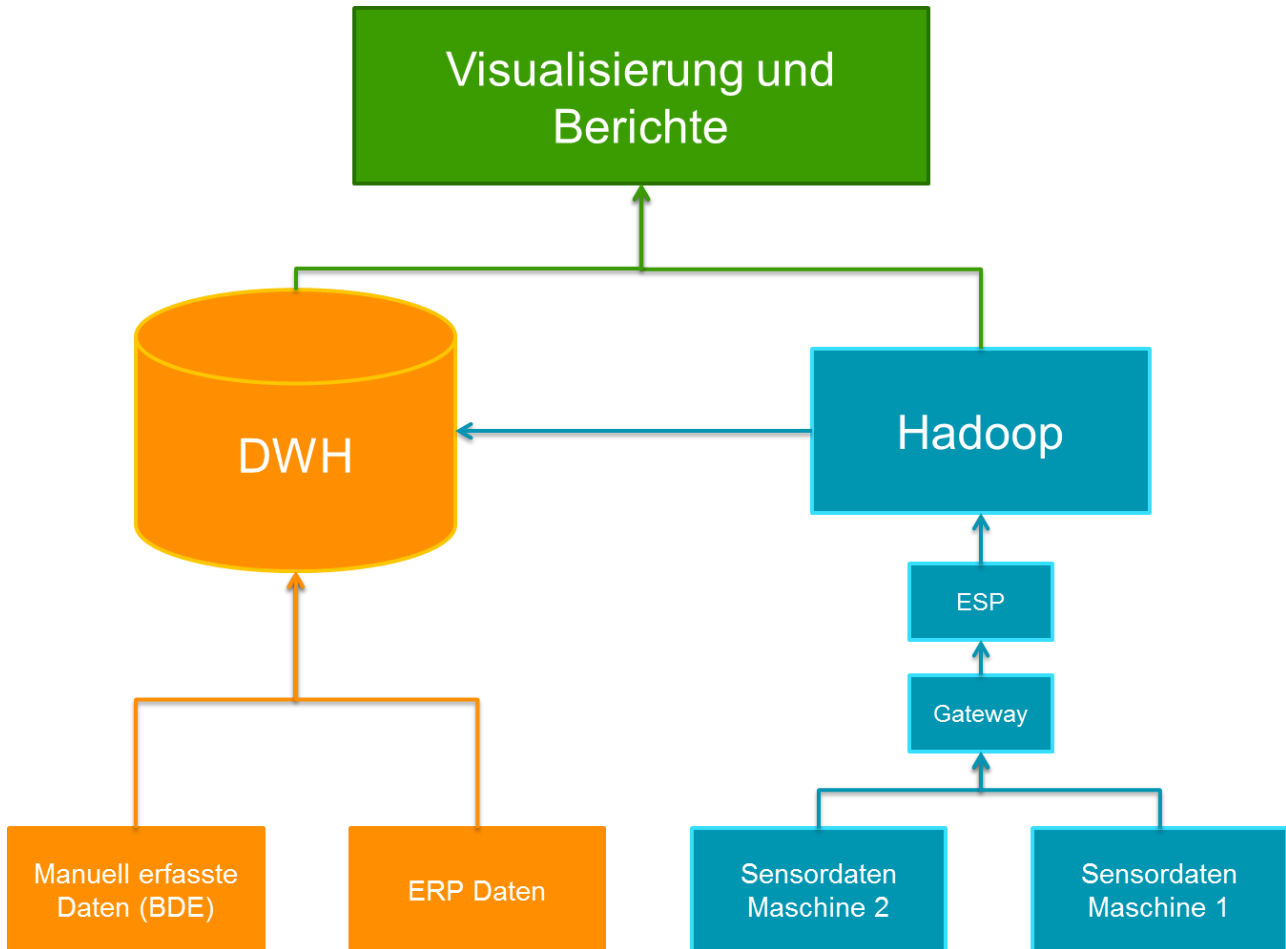 Visualisierung und
Berichte
DWH
Hadoop
ESP
Gateway
Manuell erfasste
Daten (BDE)
ERP Daten
Sensordaten
Maschine 2
Sensordaten
Maschine 1